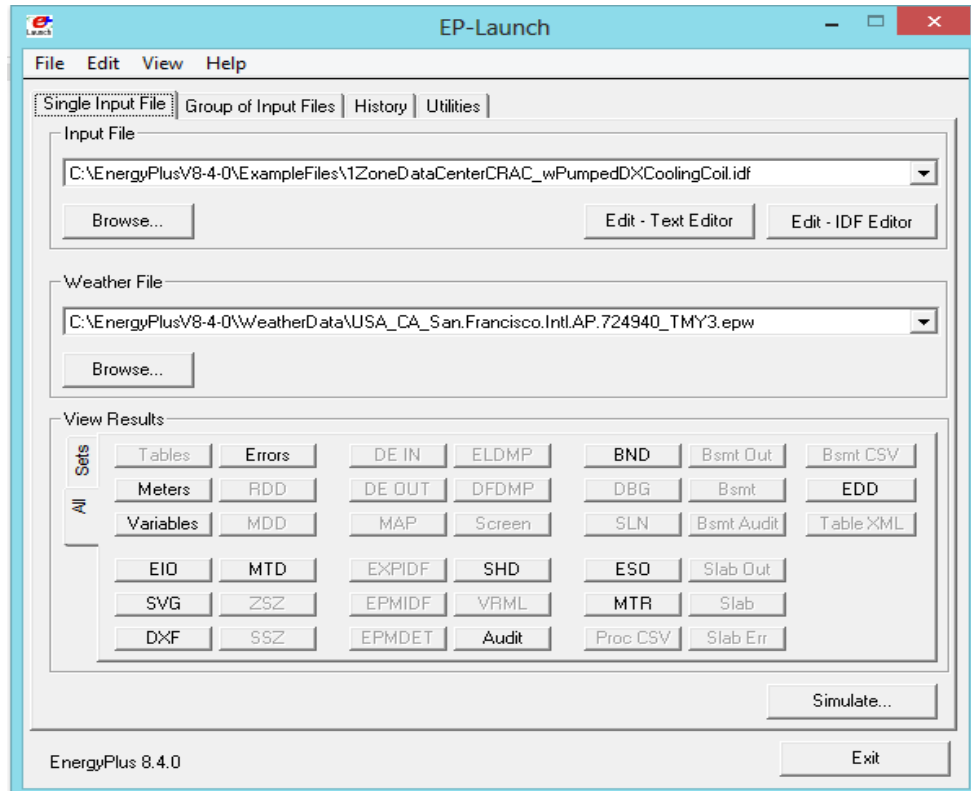 EP-Launch
File Edit View Help
Single Input File Group of Input Files History Utilities
Input File
C:\EnergyPlusV8-4-0\ExampleFiles\1ZoneDataCenterCRAC_wPumpedDXCoolingCoil.idf
Browse... Edit - Text Editor Edit - IDF Editor
Weather File
C:\EnergyPlusV8-4-0\WeatherData\USA_CA_San.Francisco.Intl.AP.724940_TMY3.epw
Browse...
View Results
Sets
All
Tables Errors DE IN ELDMP BND Bsmt Out Bsmt CSV
Meters RDD DE OUT DFDMP DBG Bsmt EDD
Variables MDD MAP Screen SLN Bsmt Audit Table XML
EIO MTD EXPIDF SHD ESO Slab Out
SVG ZSZ EPMIDF VRML MTR Slab
DXF SSZ EPMDET Audit Proc CSV Slab Err
Simulate...
EnergyPlus 8.4.0 Exit